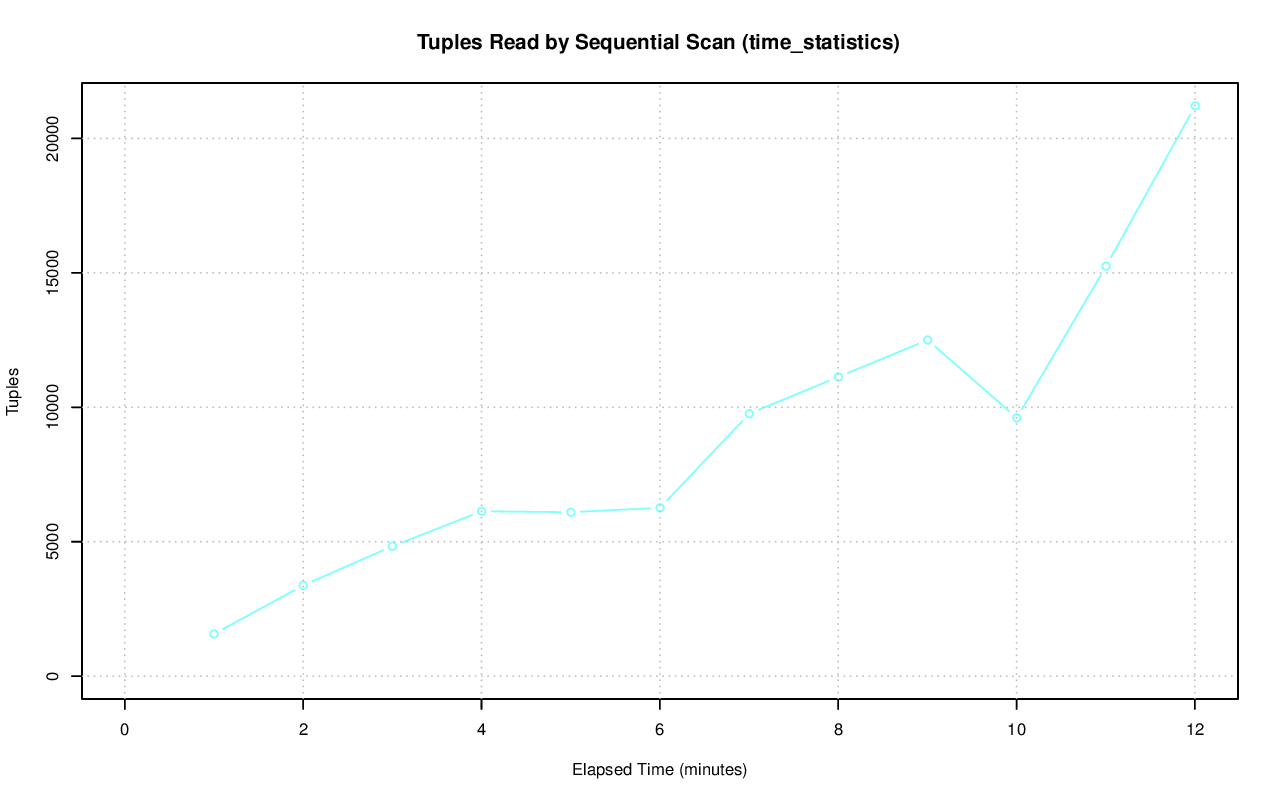 Tuples Read by Sequential Scan (time_statistics)
Tuples
20000
15000
10000
5000
0
0 2 4 6 8 10 12
Elapsed Time (minutes)